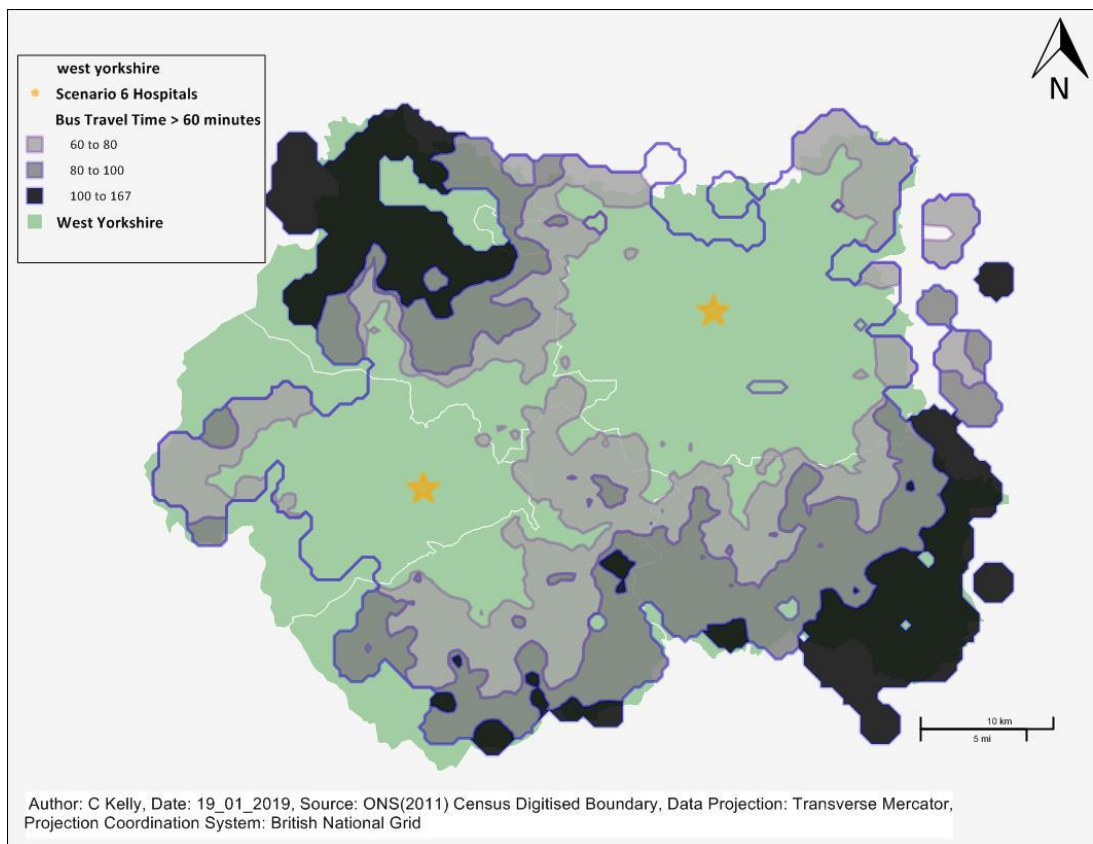 west yorkshire
Scenario 6 Hospitals
Bus Travel Time > 60 minutes
60 to 80
80 to 100
100 to 167
West Yorkshire
N
10 km
5 mi
Author: C Kelly, Date: 19_01_2019, Source: ONS(2011) Census Digitised Boundary, Data Projection: Transverse Mercator,
Projection Coordination System: British National Grid